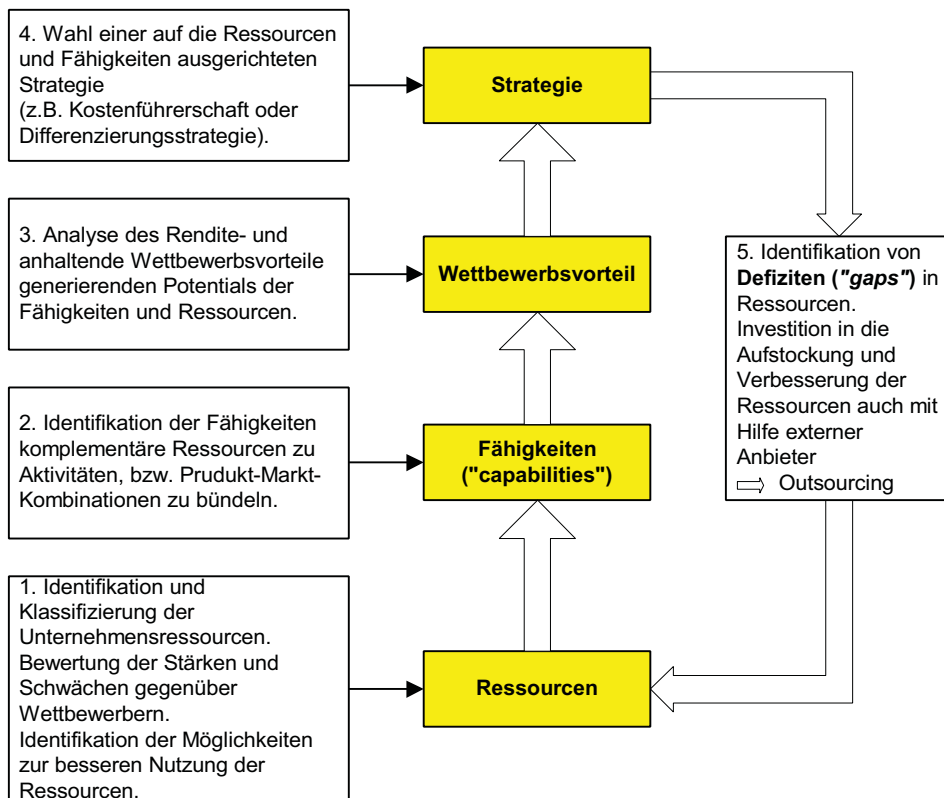 4. Wahl einer auf die Ressourcen
und Fähigkeiten ausgerichteten
Strategie
(z.B. Kostenführerschaft oder
Differenzierungsstrategie).
Strategie
3. Analyse des Rendite- und
anhaltende Wettbewerbsvorteile
generierenden Potentials der
Fähigkeiten und Ressourcen.
Wettbewerbsvorteil
2. Identifikation der Fähigkeiten
komplementäre Ressourcen zu
Aktivitäten, bzw. Prudukt-Markt-
Kombinationen zu bündeln.
Fähigkeiten
("capabilities")
1. Identifikation und
Klassifizierung der
Unternehmensressourcen.
Bewertung der Stärken und
Schwächen gegenüber
Wettbewerbern.
Identifikation der Möglichkeiten
zur besseren Nutzung der
Ressourcen.
Ressourcen
5. Identifikation von
Defiziten ("gaps") in
Ressourcen.
Investition in die
Aufstockung und
Verbesserung der
Ressourcen auch mit
Hilfe externer
Anbieter
Outsourcing